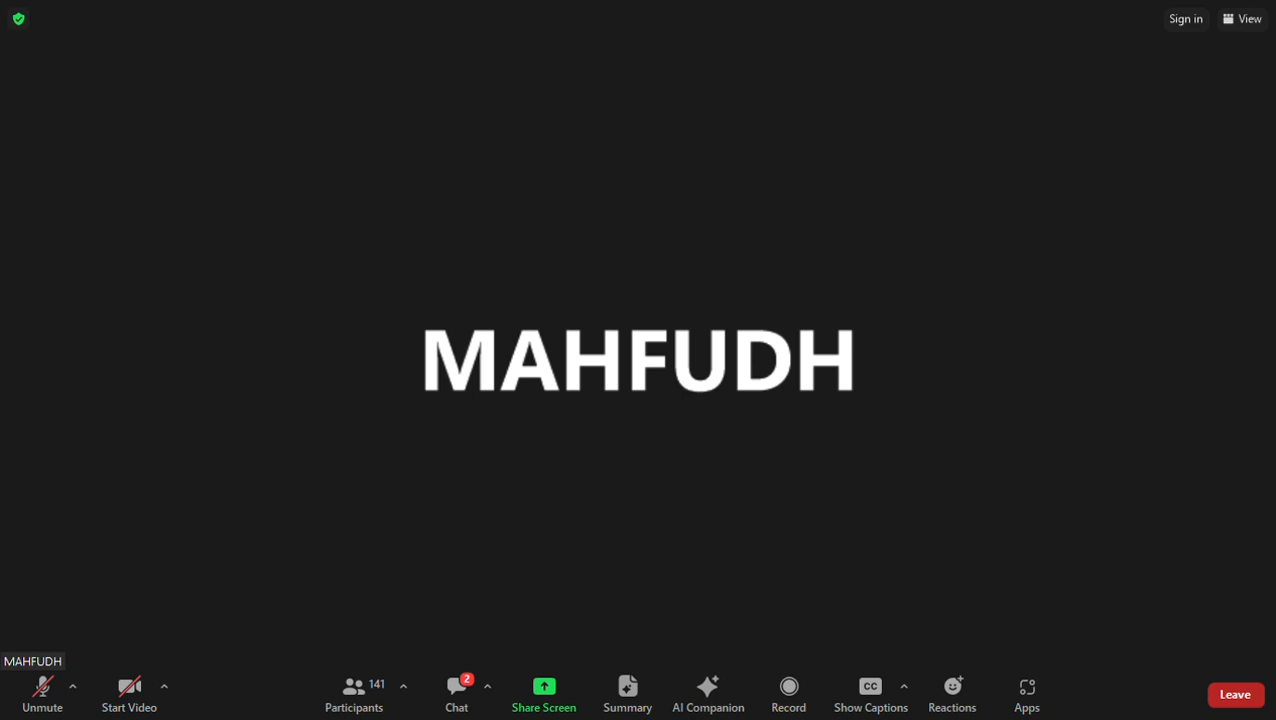 Sign in
View
MAHFUDH
MAHFUDH
Unmute
Start Video
141
Participants
2
Chat
Share Screen
Summary
AI Companion
Record
CC
Show Captions
Reactions
Apps
Leave